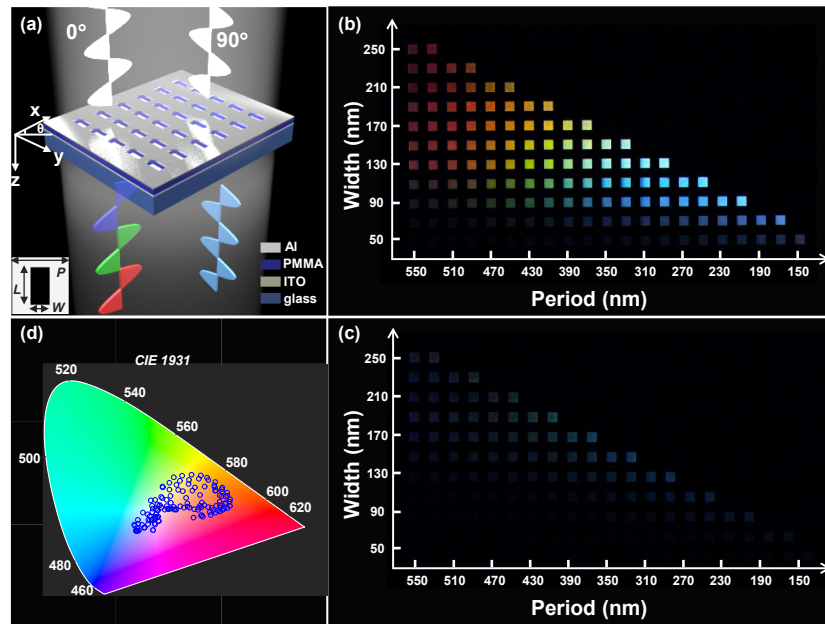 (a)
0°
90°
x
θ
y
z
P
L
W
Al
PMMA
ITO
glass
(b)
Width (nm)
250
210
170
130
90
50
550 510 470 430 390 350 310 270 230 190 150
Period (nm)
(d)
CIE 1931
520
540
560
500
580
600
620
480
460
(c)
Width (nm)
250
210
170
130
90
50
550 510 470 430 390 350 310 270 230 190 150
Period (nm)